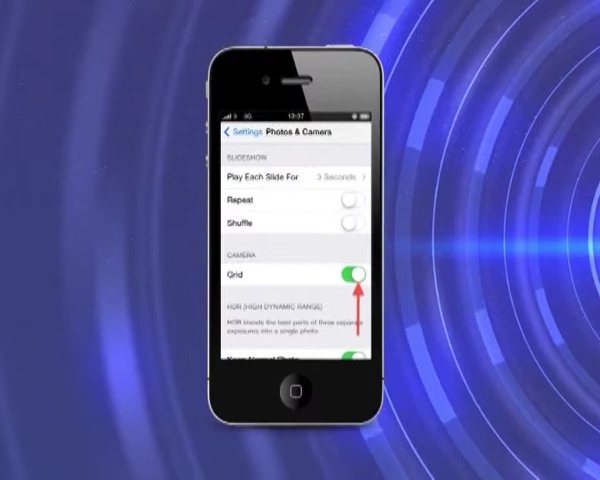 3G 13:37
Settings Photos & Camera
SLIDESHOW
Play Each Slide For 3 Seconds
Repeat
Shuffle
CAMERA
Grid
HDR (HIGH DYNAMIC RANGE)
HDR blends the best parts of three separate
exposures into a single photo.
Keep Normal Photo